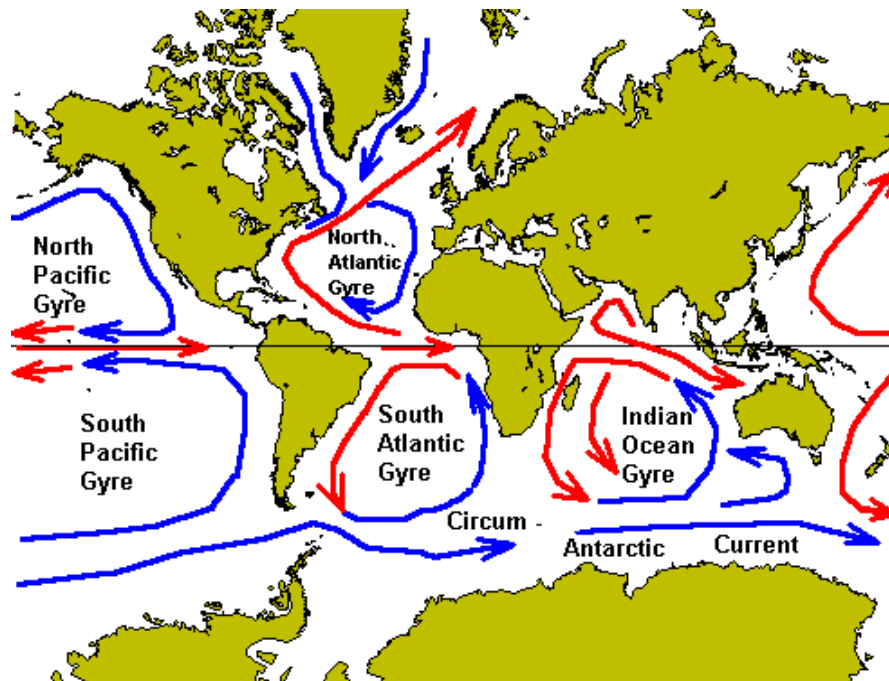 North
Pacific
Gyre
North
Atlantic
Gyre
South
Pacific
Gyre
South
Atlantic
Gyre
Indian
Ocean
Gyre
Circum -
Antarctic Current